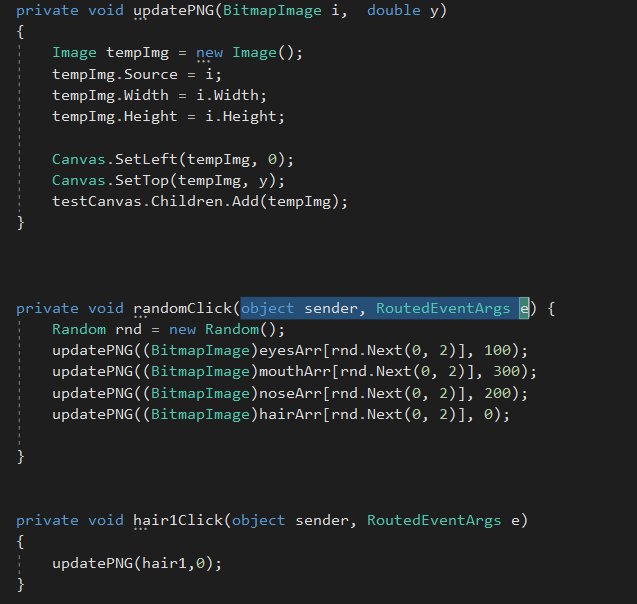 private void updatePNG(BitmapImage i,  double y)
{
    Image tempImg = new Image();
    tempImg.Source = i;
    tempImg.Width = i.Width;
    tempImg.Height = i.Height;

    Canvas.SetLeft(tempImg, 0);
    Canvas.SetTop(tempImg, y);
    testCanvas.Children.Add(tempImg);
}

private void randomClick(object sender, RoutedEventArgs e) {
    Random rnd = new Random();
    updatePNG((BitmapImage)eyesArr[rnd.Next(0, 2)], 100);
    updatePNG((BitmapImage)mouthArr[rnd.Next(0, 2)], 300);
    updatePNG((BitmapImage)noseArr[rnd.Next(0, 2)], 200);
    updatePNG((BitmapImage)hairArr[rnd.Next(0, 2)], 0);

}

private void hair1Click(object sender, RoutedEventArgs e)
{
    updatePNG(hair1,0);
}